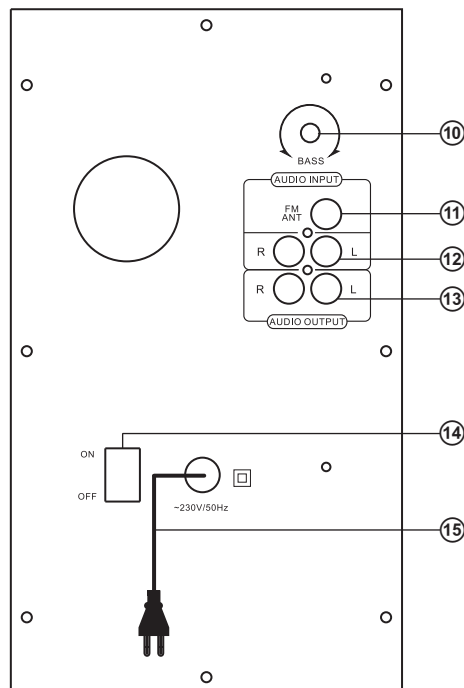 10
BASS
AUDIO INPUT
FM
ANT
11
R L
12
R L
13
AUDIO OUTPUT
14
ON
OFF
~230V/50Hz
15